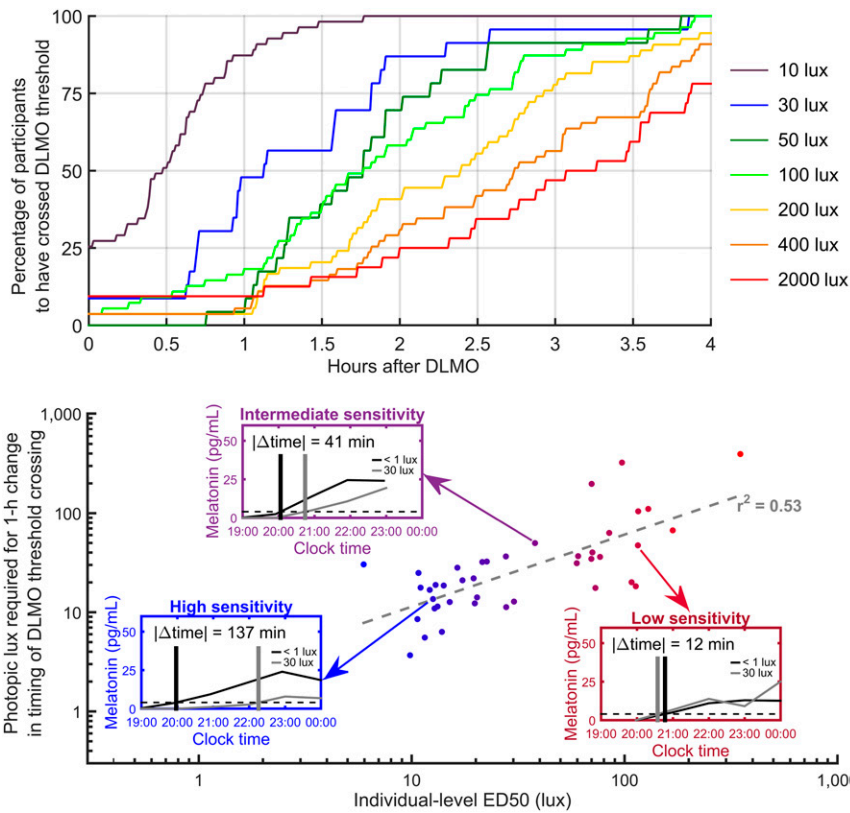 Percentage of participants
to have crossed DLMO threshold
100
75
50
25
0
0 0.5 1 1.5 2 2.5 3 3.5 4
Hours after DLMO
10 lux
30 lux
50 lux
100 lux
200 lux
400 lux
2000 lux
Photopic lux required for 1-h change
in timing of DLMO threshold crossing
1,000
100
10
1
1 10 100 1,000
Individual-level ED50 (lux)
r² = 0.53
Intermediate sensitivity
Melatonin (pg/mL)
50
25
0
|Δtime| = 41 min
< 1 lux
30 lux
19:00 20:00 21:00 22:00 23:00 00:00
Clock time
High sensitivity
Melatonin (pg/mL)
50
25
0
|Δtime| = 137 min
< 1 lux
30 lux
19:00 20:00 21:00 22:00 23:00 00:00
Clock time
Low sensitivity
Melatonin (pg/mL)
50
25
0
|Δtime| = 12 min
< 1 lux
30 lux
19:00 20:00 21:00 22:00 23:00 00:00
Clock time